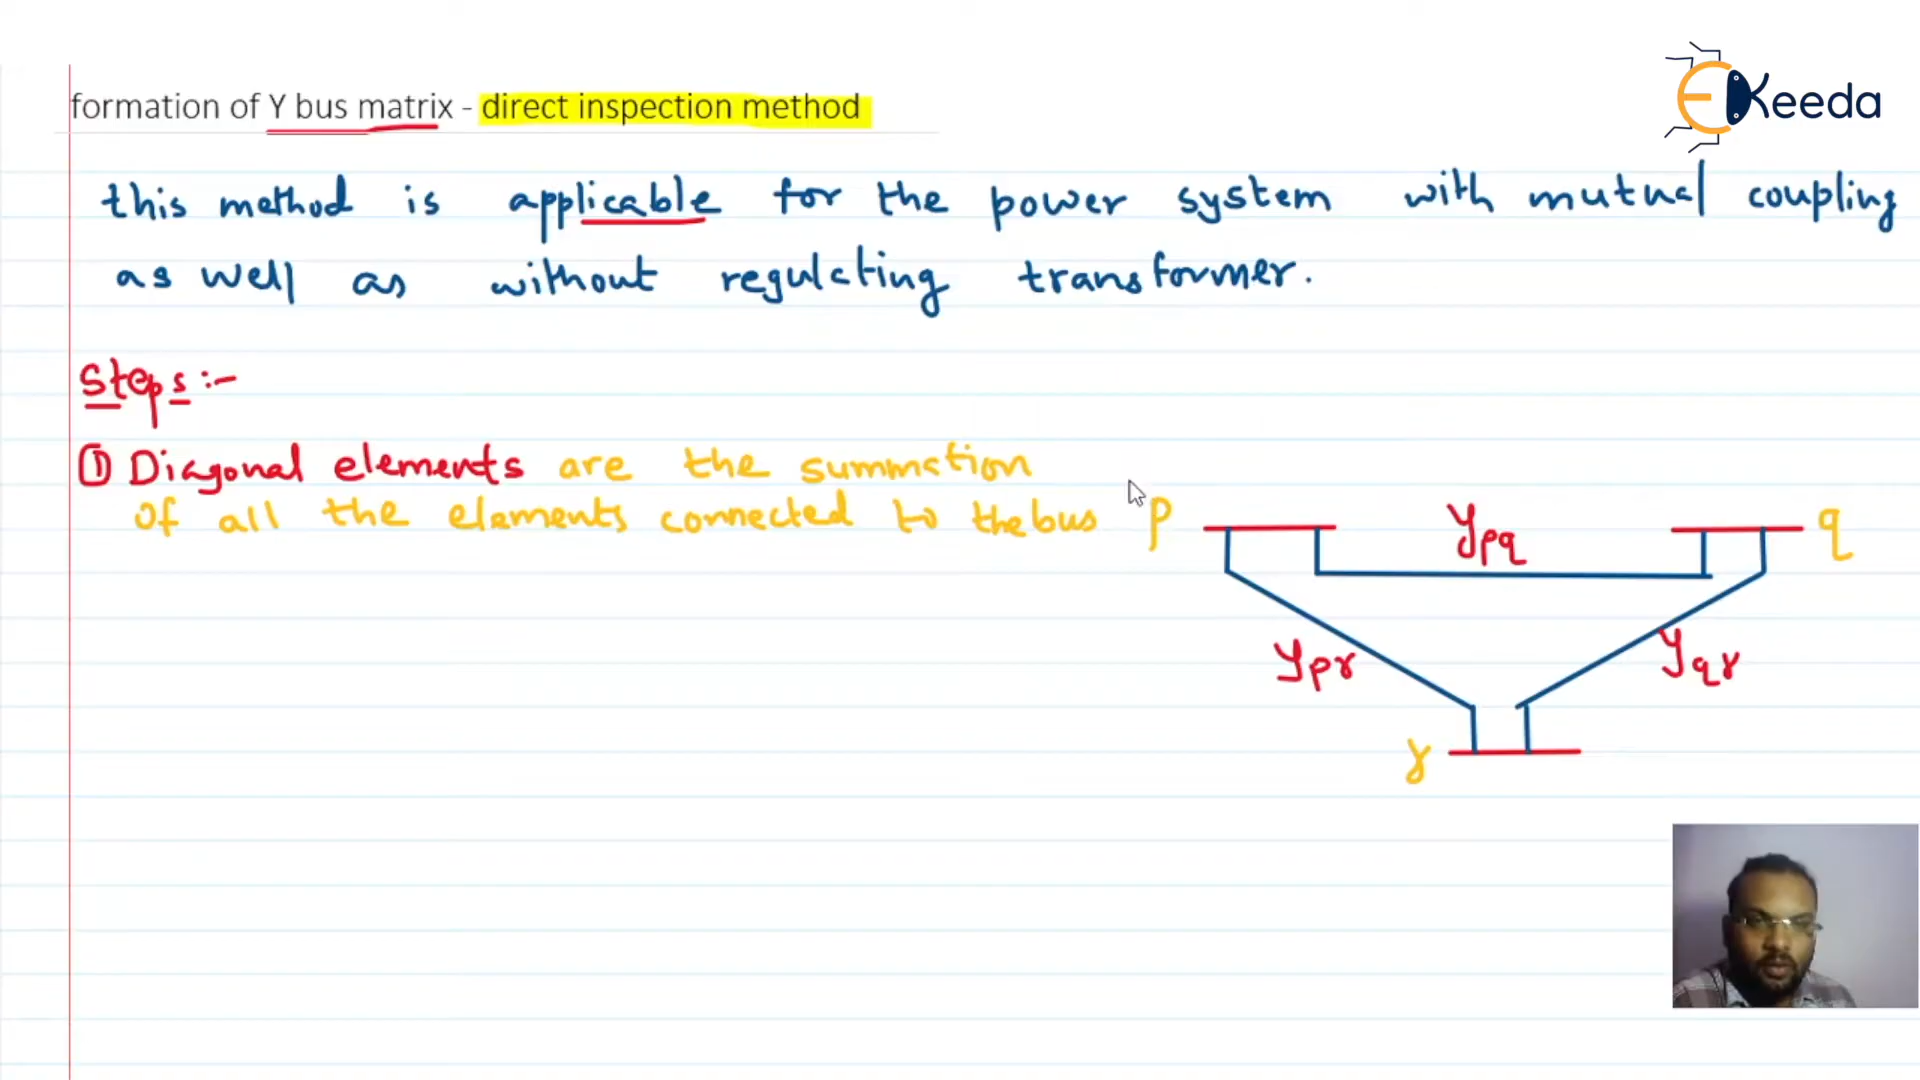 formation of Y bus matrix - direct inspection method
EKeeda
this method is applicable for the power system with mutual coupling
as well as without regulating transformer.
Steps:-
① Diagonal elements are the summation
of all the elements connected to the bus
p
ypq
q
ypr
yqr
r